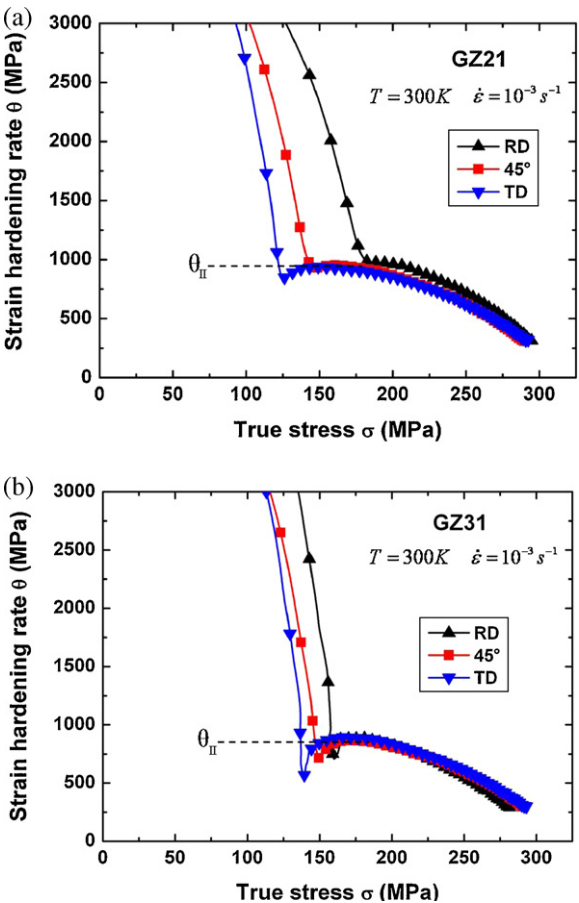 (a)
Strain hardening rate θ (MPa)
3000
2500
2000
1500
1000
500
0
GZ21
T = 300K ε̇ = 10⁻³ s⁻¹
RD
45°
TD
θ_II
0 50 100 150 200 250 300
True stress σ (MPa)
(b)
Strain hardening rate θ (MPa)
3000
2500
2000
1500
1000
500
0
GZ31
T = 300K ε̇ = 10⁻³ s⁻¹
RD
45°
TD
θ_II
0 50 100 150 200 250 300
True stress σ (MPa)